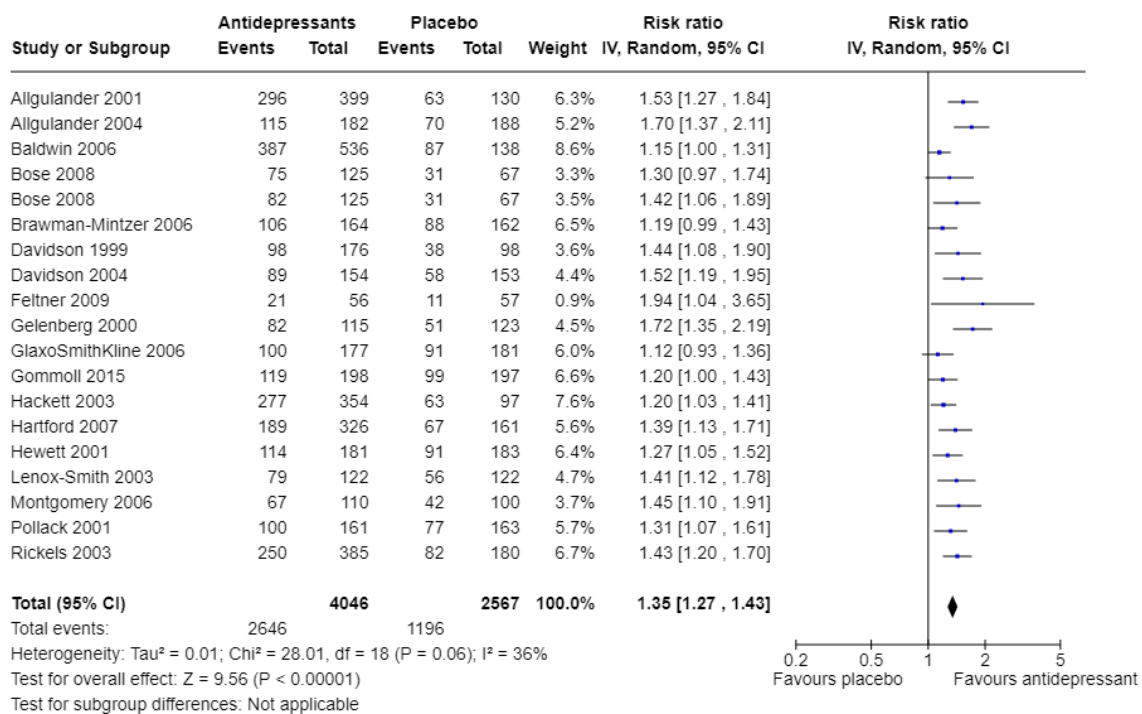 Antidepressants Placebo Risk ratio Risk ratio
Study or Subgroup Events Total Events Total Weight IV, Random, 95% CI IV, Random, 95% CI
Allgulander 2001 296 399 63 130 6.3% 1.53 [1.27 , 1.84]
Allgulander 2004 115 182 70 188 5.2% 1.70 [1.37 , 2.11]
Baldwin 2006 387 536 87 138 8.6% 1.15 [1.00 , 1.31]
Bose 2008 75 125 31 67 3.3% 1.30 [0.97 , 1.74]
Bose 2008 82 125 31 67 3.5% 1.42 [1.06 , 1.89]
Brawman-Mintzer 2006 106 164 88 162 6.5% 1.19 [0.99 , 1.43]
Davidson 1999 98 176 38 98 3.6% 1.44 [1.08 , 1.90]
Davidson 2004 89 154 58 153 4.4% 1.52 [1.19 , 1.95]
Feltner 2009 21 56 11 57 0.9% 1.94 [1.04 , 3.65]
Gelenberg 2000 82 115 51 123 4.5% 1.72 [1.35 , 2.19]
GlaxoSmithKline 2006 100 177 91 181 6.0% 1.12 [0.93 , 1.36]
Gommoll 2015 119 198 99 197 6.6% 1.20 [1.00 , 1.43]
Hackett 2003 277 354 63 97 7.6% 1.20 [1.03 , 1.41]
Hartford 2007 189 326 67 161 5.6% 1.39 [1.13 , 1.71]
Hewett 2001 114 181 91 183 6.4% 1.27 [1.05 , 1.52]
Lenox-Smith 2003 79 122 56 122 4.7% 1.41 [1.12 , 1.78]
Montgomery 2006 67 110 42 100 3.7% 1.45 [1.10 , 1.91]
Pollack 2001 100 161 77 163 5.7% 1.31 [1.07 , 1.61]
Rickels 2003 250 385 82 180 6.7% 1.43 [1.20 , 1.70]
Total (95% CI) 4046 2567 100.0% 1.35 [1.27 , 1.43]
Total events: 2646 1196
Heterogeneity: Tau² = 0.01; Chi² = 28.01, df = 18 (P = 0.06); I² = 36%
0.2 0.5 1 2 5
Test for overall effect: Z = 9.56 (P < 0.00001)
Favours placebo Favours antidepressant
Test for subgroup differences: Not applicable